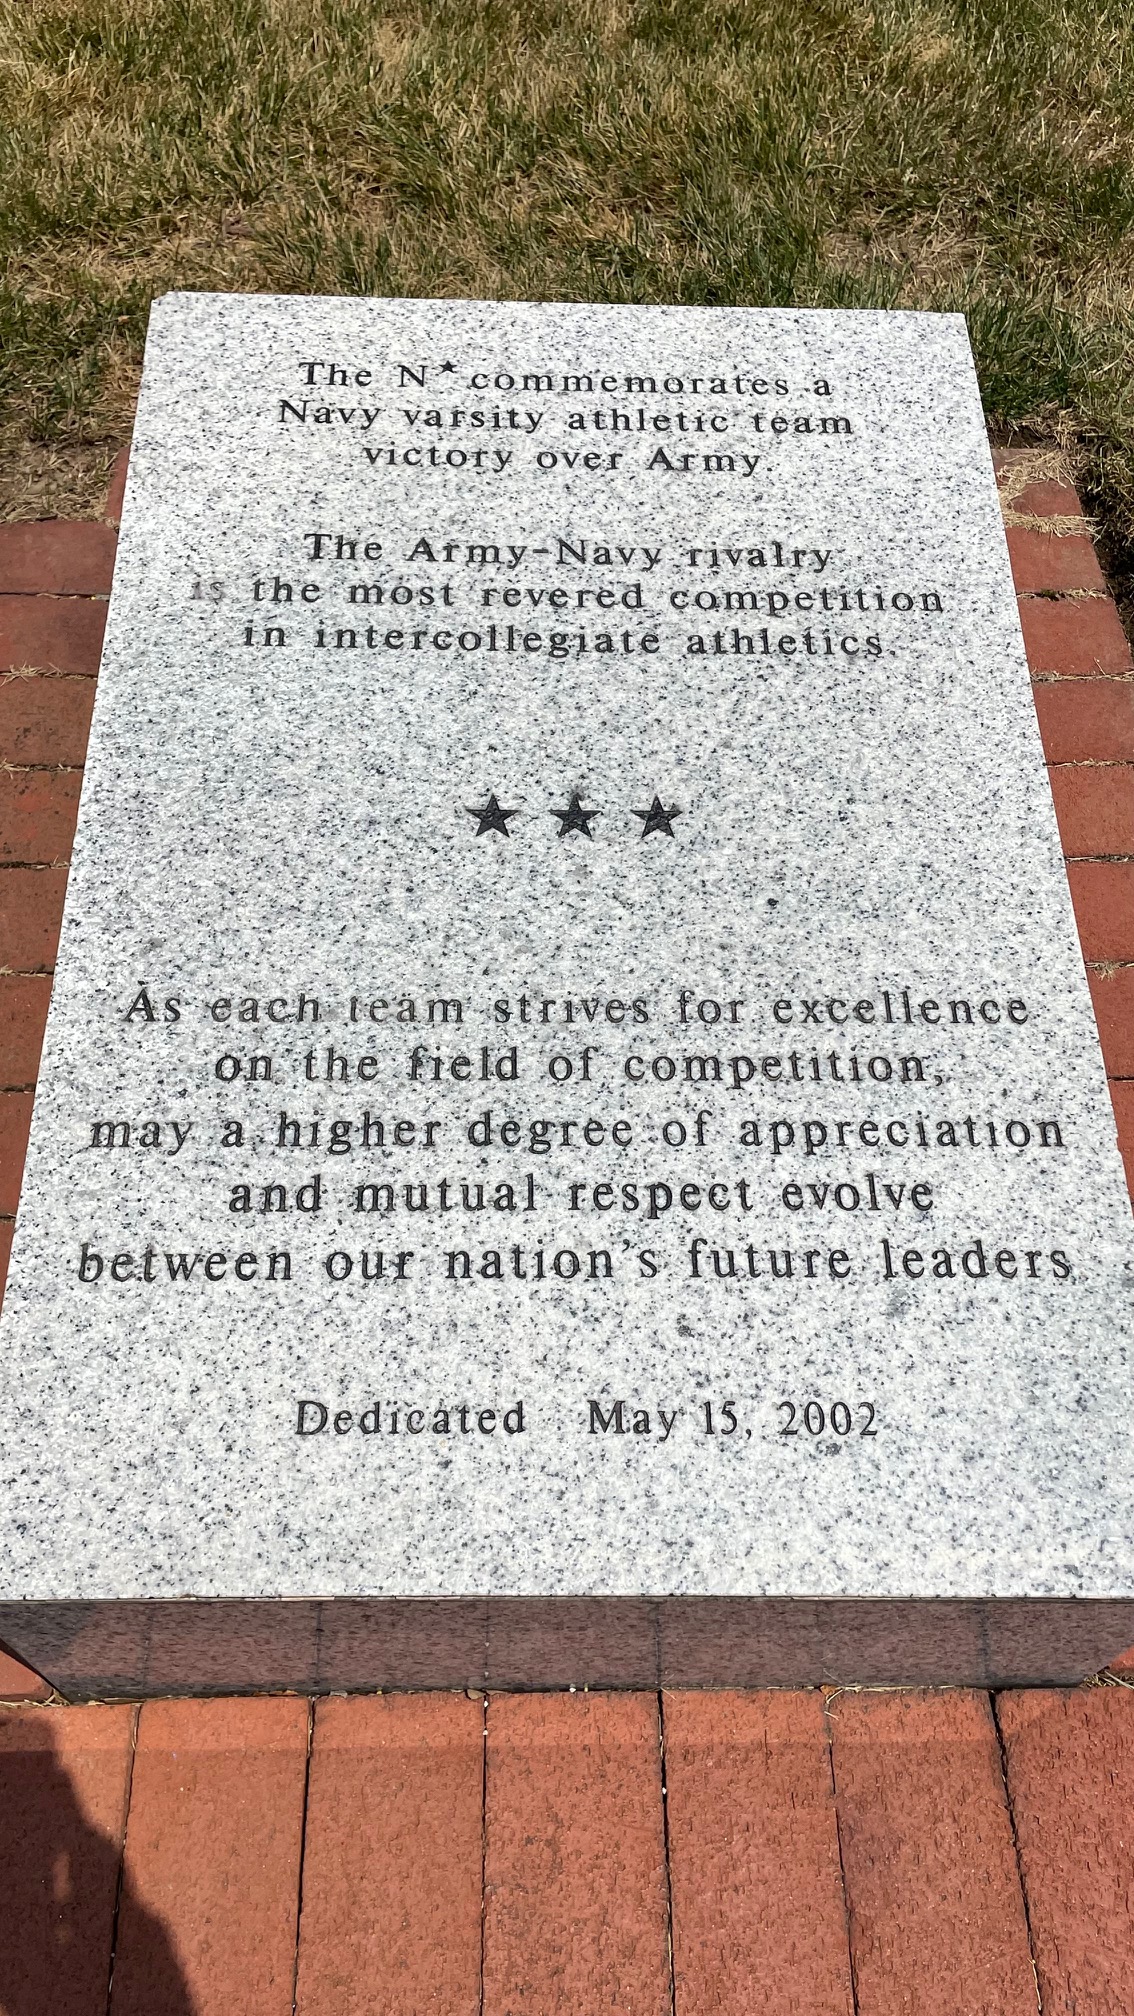 The N★ commemorates a
Navy varsity athletic team
victory over Army.
The Army-Navy rivalry
is the most revered competition
in intercollegiate athletics.
★ ★ ★
As each team strives for excellence
on the field of competition,
may a higher degree of appreciation
and mutual respect evolve
between our nation's future leaders
Dedicated May 15, 2002